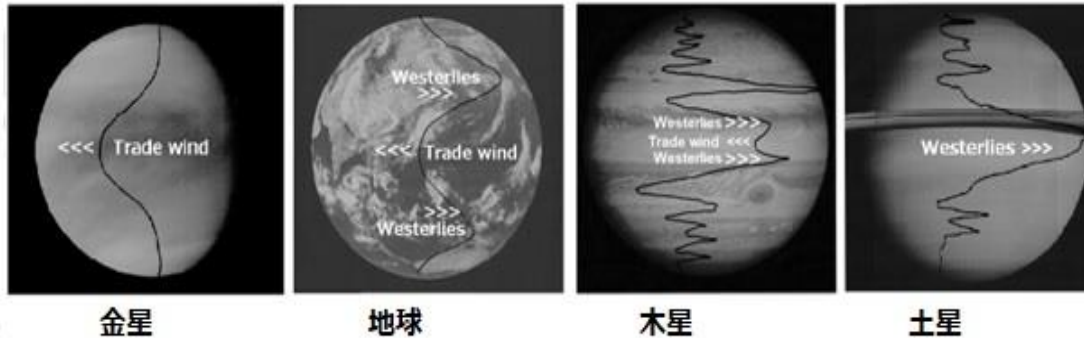 <<< Trade wind
Westerlies
>>>
<<< Trade wind
>>>
Westerlies
Westerlies >>>
Trade wind <<<
Westerlies >>>
Westerlies >>>
金星
地球
木星
土星